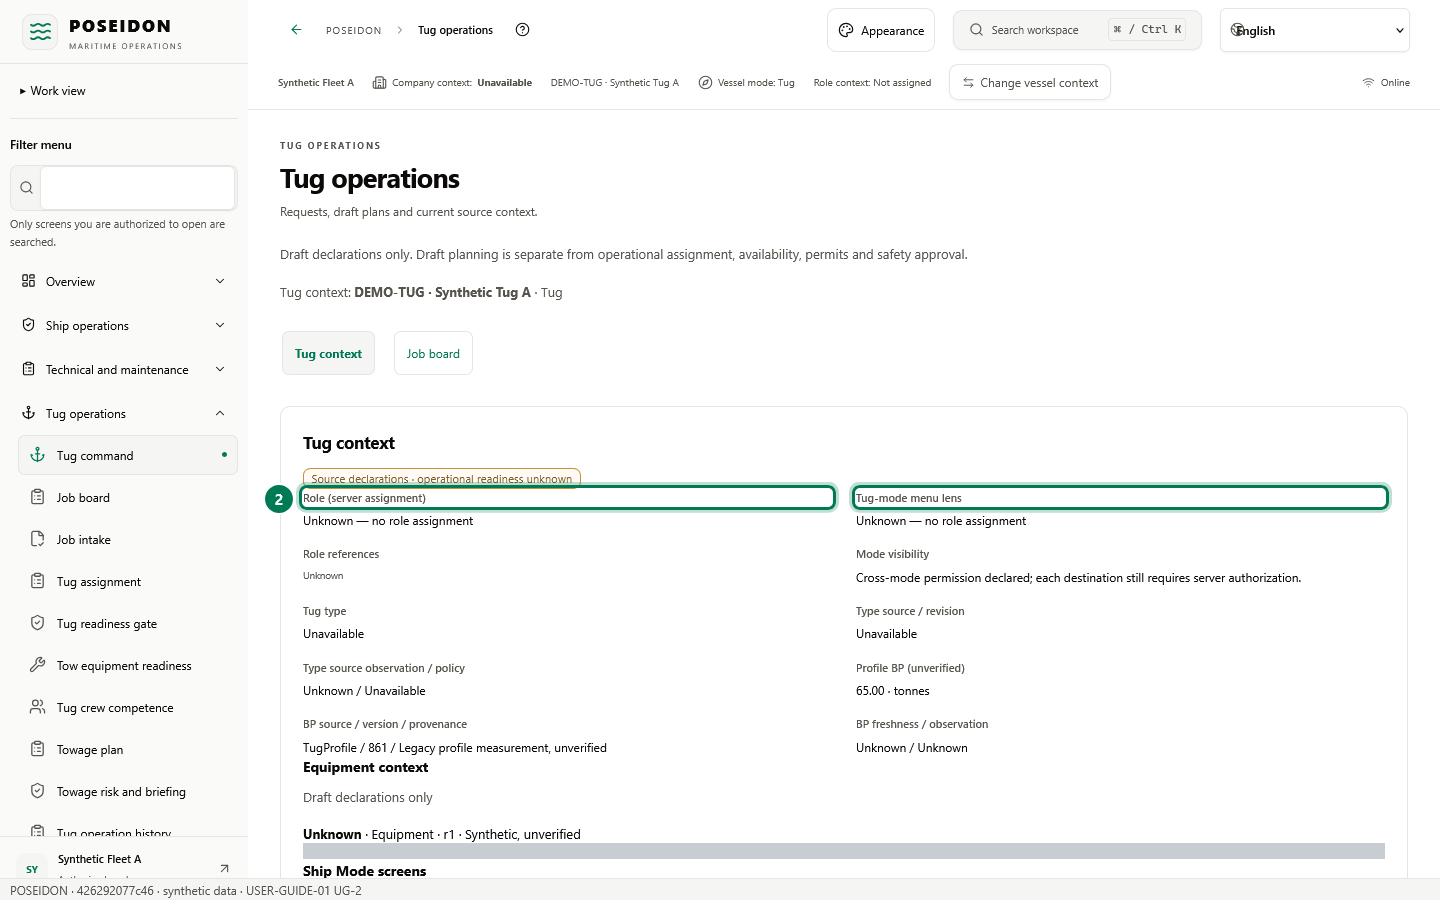 POSEIDON
MARITIME OPERATIONS
POSEIDON
Tug operations
Appearance
Search workspace
⌘ / Ctrl K
English
Synthetic Fleet A
Company context: Unavailable
DEMO-TUG · Synthetic Tug A
Vessel mode: Tug
Role context: Not assigned
Change vessel context
Online
Work view
Filter menu
Only screens you are authorized to open are
searched.
Overview
Ship operations
Technical and maintenance
Tug operations
Tug command
Job board
Job intake
Tug assignment
Tug readiness gate
Tow equipment readiness
Tug crew competence
Towage plan
Towage risk and briefing
Tug operation history
SY
Synthetic Fleet A
TUG OPERATIONS
Tug operations
Requests, draft plans and current source context.
Draft declarations only. Draft planning is separate from operational assignment, availability, permits and safety approval.
Tug context: DEMO-TUG · Synthetic Tug A · Tug
Tug context
Job board
Tug context
Source declarations · operational readiness unknown
2
Role (server assignment)
Tug-mode menu lens
Unknown — no role assignment
Unknown — no role assignment
Role references
Mode visibility
Unknown
Cross-mode permission declared; each destination still requires server authorization.
Tug type
Type source / revision
Unavailable
Unavailable
Type source observation / policy
Profile BP (unverified)
Unknown / Unavailable
65.00 · tonnes
BP source / version / provenance
BP freshness / observation
TugProfile / 861 / Legacy profile measurement, unverified
Unknown / Unknown
Equipment context
Draft declarations only
Unknown · Equipment · r1 · Synthetic, unverified
Ship Mode screens
POSEIDON · 426292077c46 · synthetic data · USER-GUIDE-01 UG-2